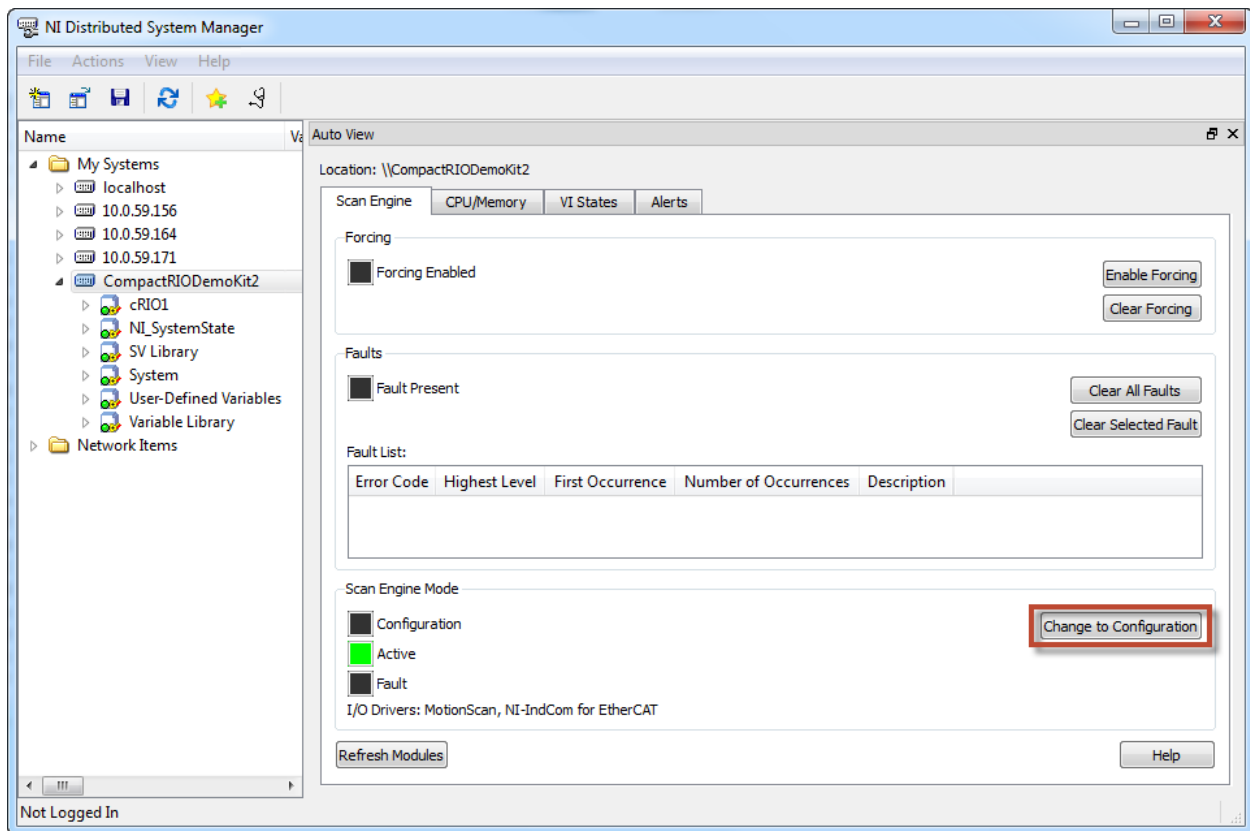 NI Distributed System Manager
File Actions View Help
Name
Auto View
My Systems
localhost
10.0.59.156
10.0.59.164
10.0.59.171
CompactRIODemoKit2
cRIO1
NI_SystemState
SV Library
System
User-Defined Variables
Variable Library
Network Items
Location: \\CompactRIODemoKit2
Scan Engine CPU/Memory VI States Alerts
Forcing
Forcing Enabled
Enable Forcing
Clear Forcing
Faults
Fault Present
Clear All Faults
Clear Selected Fault
Fault List:
Error Code Highest Level First Occurrence Number of Occurrences Description
Scan Engine Mode
Configuration
Change to Configuration
Active
Fault
I/O Drivers: MotionScan, NI-IndCom for EtherCAT
Refresh Modules
Help
Not Logged In